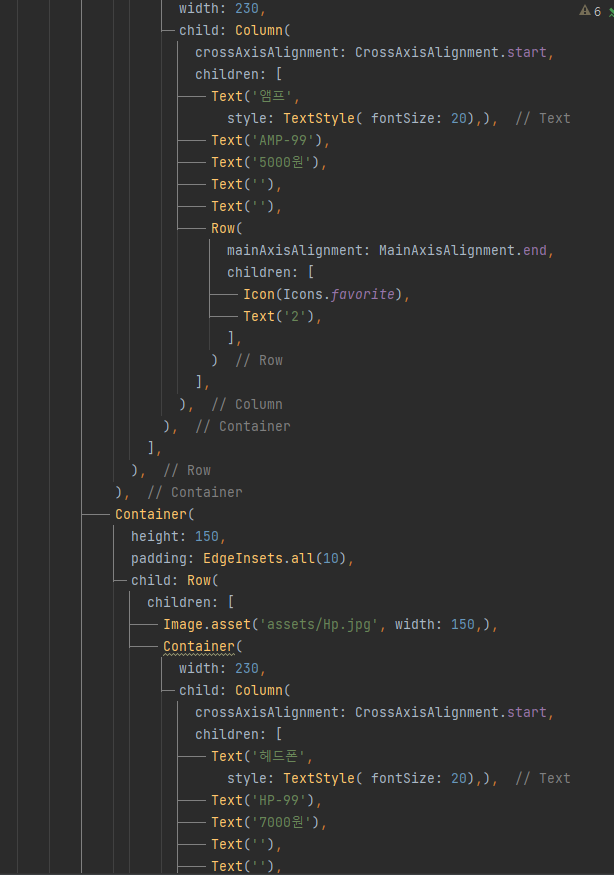 width: 230,
6
child: Column(
crossAxisAlignment: CrossAxisAlignment.start,
children: [
Text('앰프',
style: TextStyle( fontSize: 20),), // Text
Text('AMP-99'),
Text('5000원'),
Text(''),
Text(''),
Row(
mainAxisAlignment: MainAxisAlignment.end,
children: [
Icon(Icons.favorite),
Text('2'),
],
) // Row
],
), // Column
), // Container
],
), // Row
), // Container
Container(
height: 150,
padding: EdgeInsets.all(10),
child: Row(
children: [
Image.asset('assets/Hp.jpg', width: 150,),
Container(
width: 230,
child: Column(
crossAxisAlignment: CrossAxisAlignment.start,
children: [
Text('헤드폰',
style: TextStyle( fontSize: 20),), // Text
Text('HP-99'),
Text('7000원'),
Text(''),
Text(''),